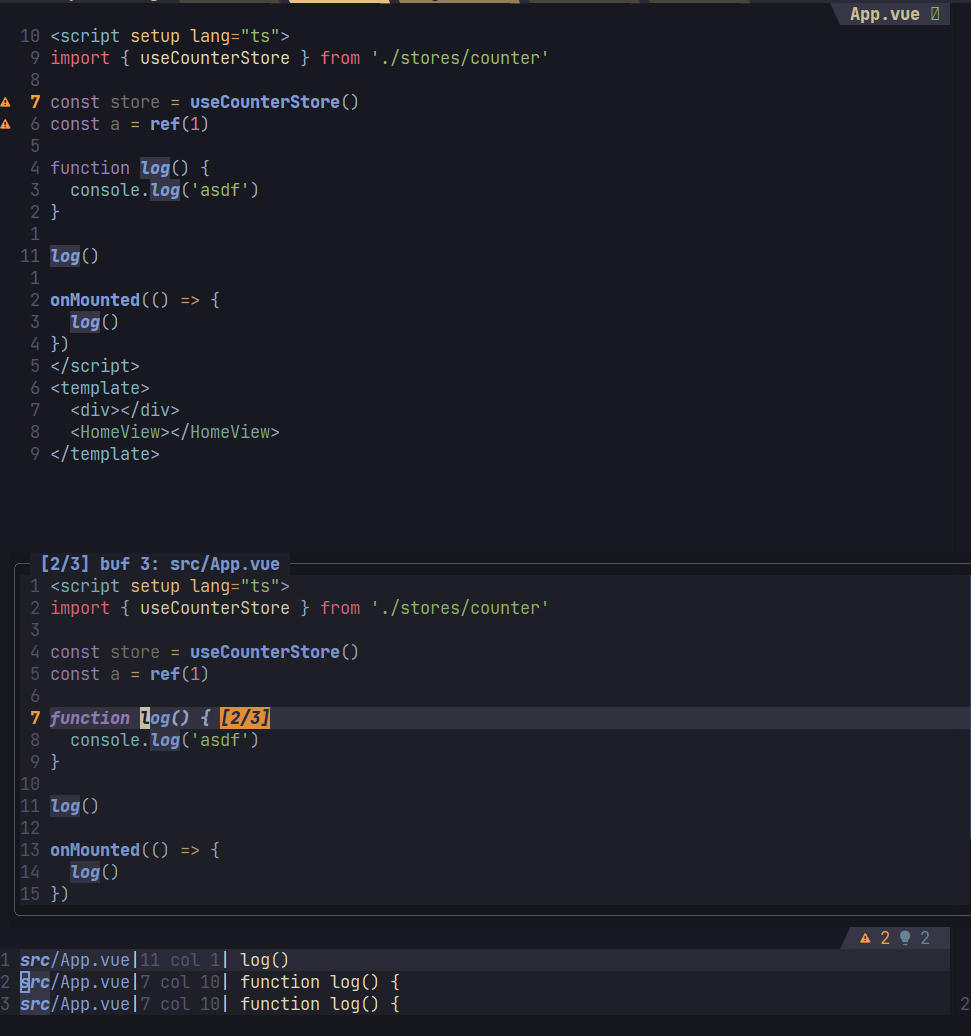 App.vue
10 <script setup lang="ts">
9 import { useCounterStore } from './stores/counter'
8
7 const store = useCounterStore()
6 const a = ref(1)
5
4 function log() {
3   console.log('asdf')
2 }
1
11 log()
1
2 onMounted(() => {
3   log()
4 })
5 </script>
6 <template>
7   <div></div>
8   <HomeView></HomeView>
9 </template>
[2/3] buf 3: src/App.vue
1 <script setup lang="ts">
2 import { useCounterStore } from './stores/counter'
3
4 const store = useCounterStore()
5 const a = ref(1)
6
7 function log() { [2/3]
8   console.log('asdf')
9 }
10
11 log()
12
13 onMounted(() => {
14   log()
15 })
2 2
1 src/App.vue|11 col 1| log()
2 src/App.vue|7 col 10| function log() {
3 src/App.vue|7 col 10| function log() { 2